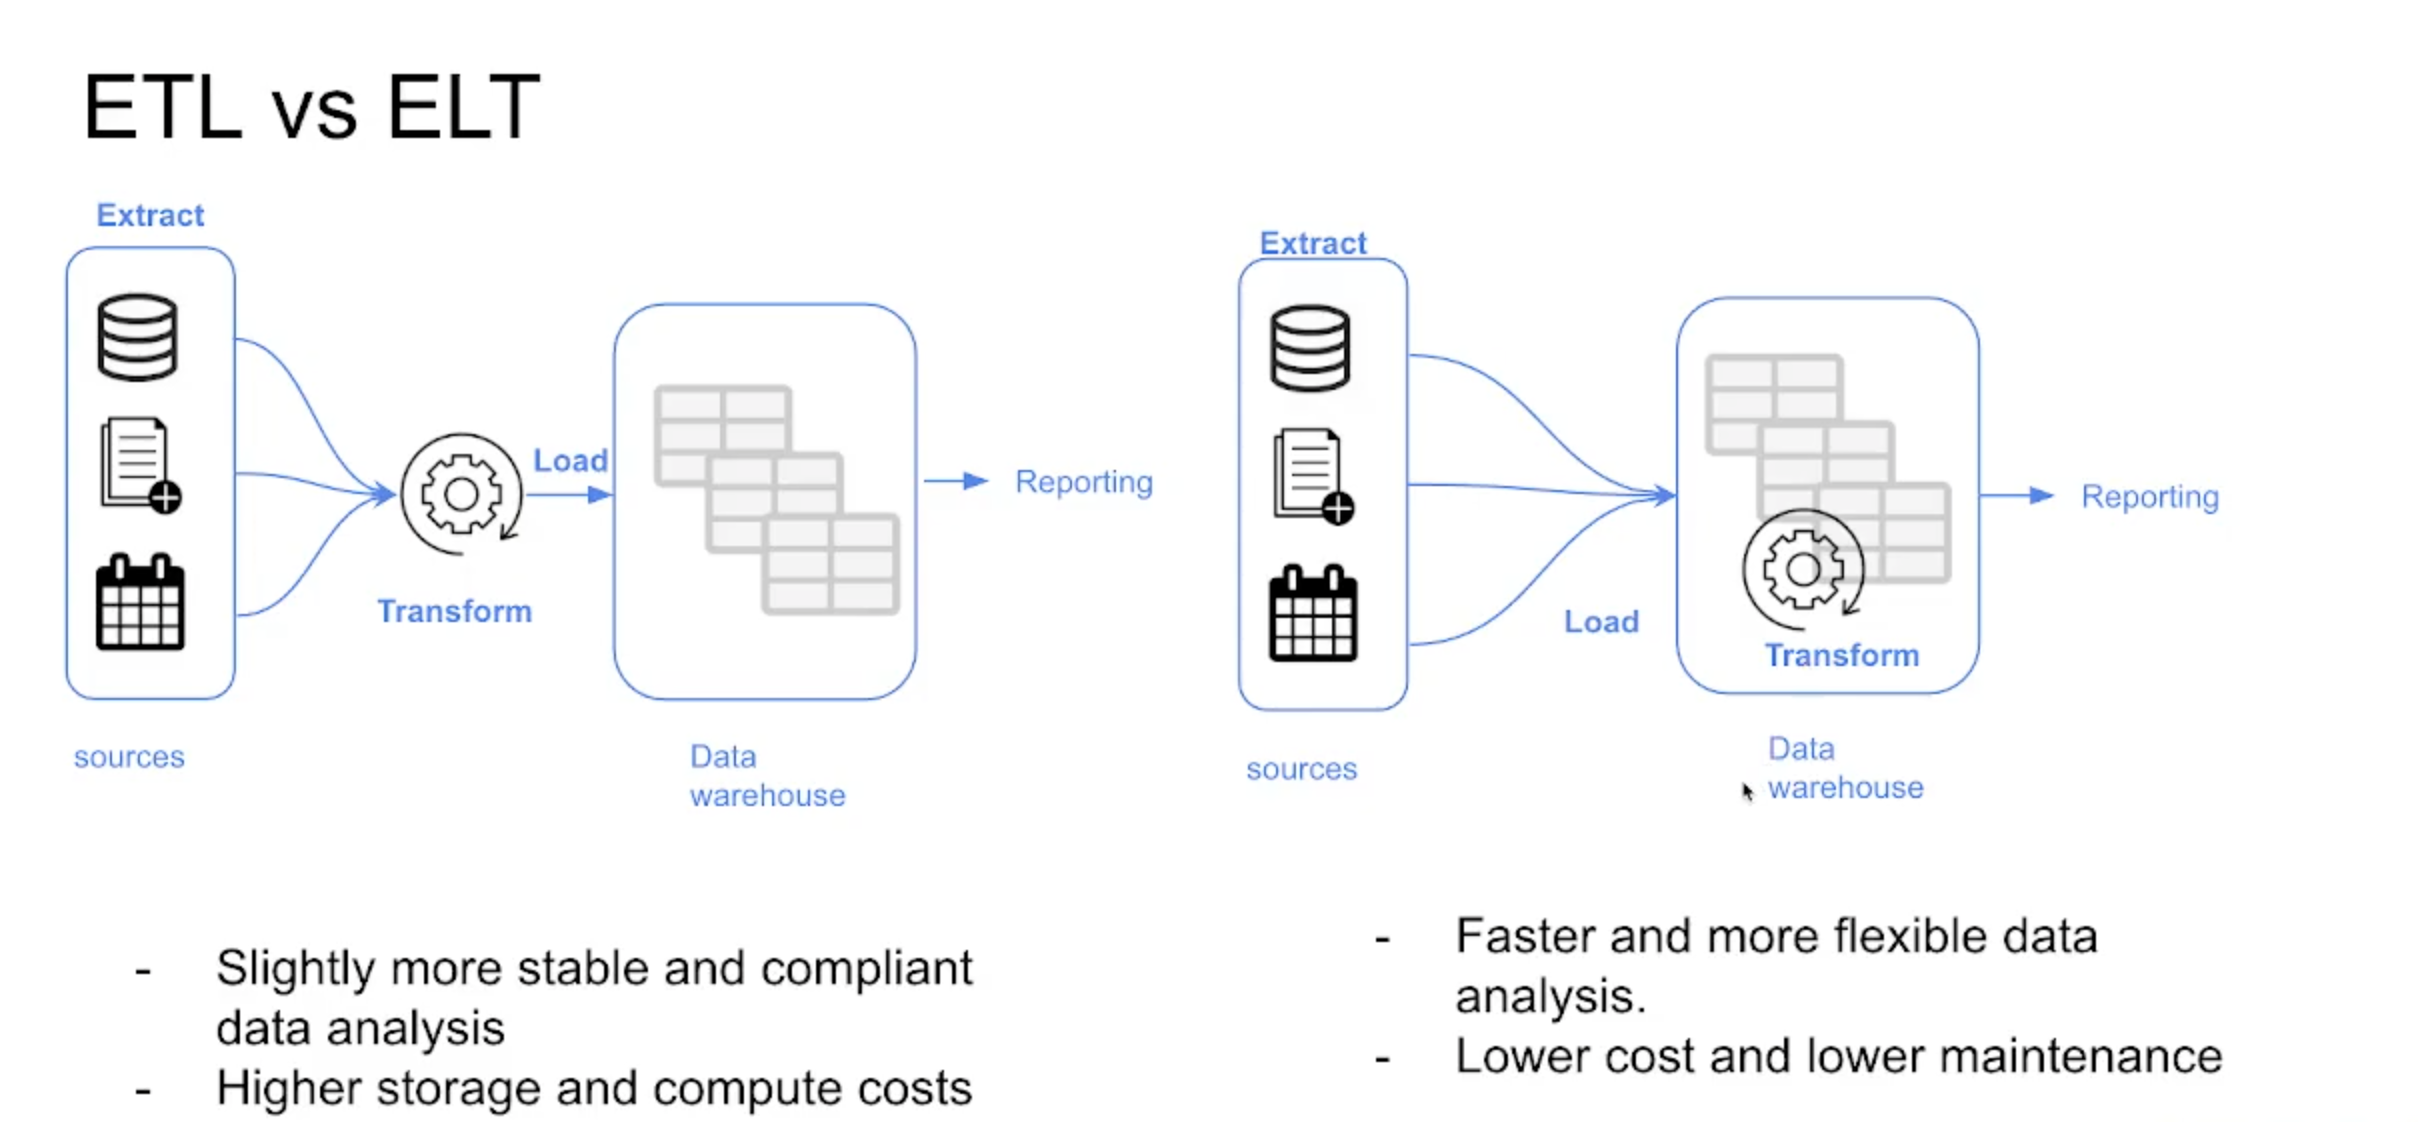 ETL vs ELT
Extract
Load
Transform
Reporting
sources
Data
warehouse
- Slightly more stable and compliant
data analysis
- Higher storage and compute costs
Extract
Load
Transform
Reporting
sources
Data
warehouse
- Faster and more flexible data
analysis.
- Lower cost and lower maintenance